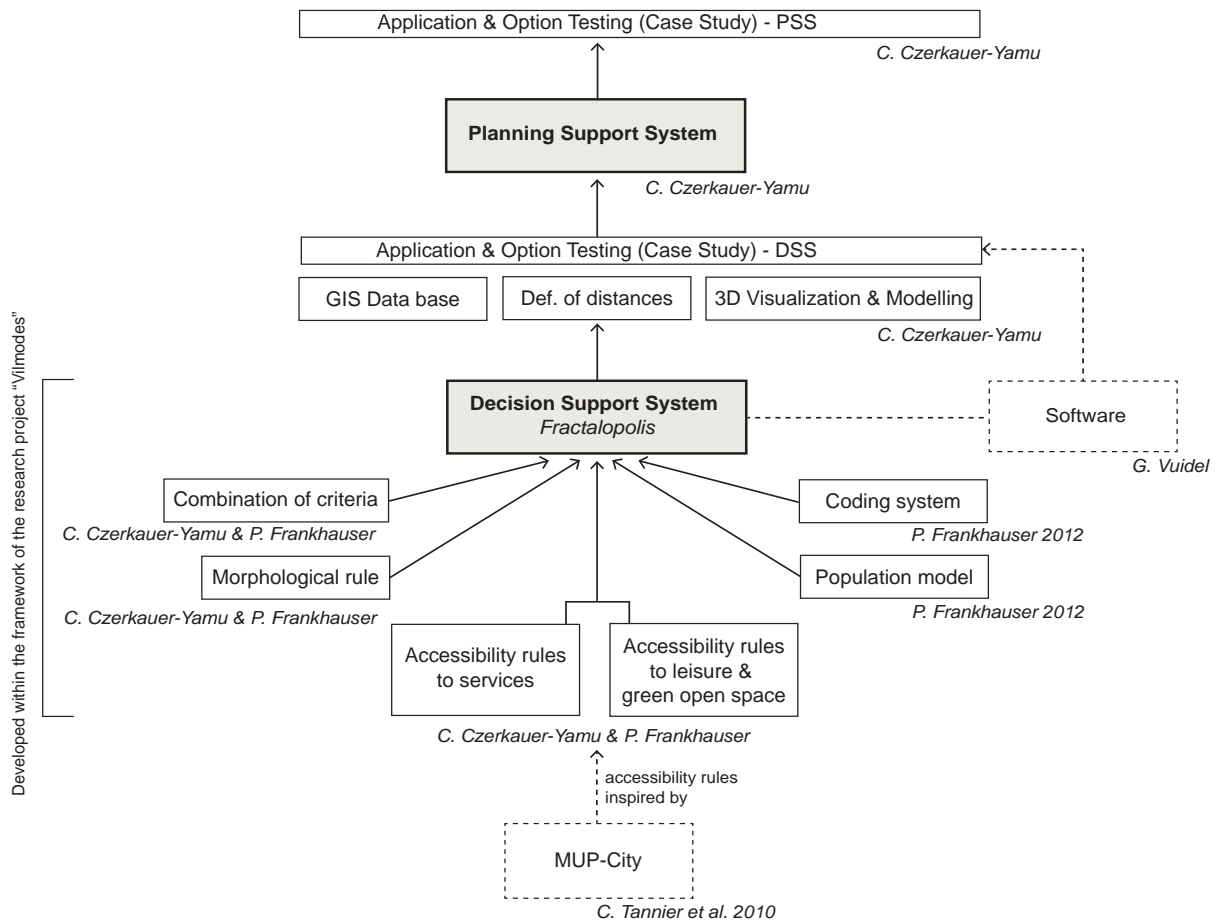 Application & Option Testing (Case Study) - PSS
C. Czerkauer-Yamu
Planning Support System
C. Czerkauer-Yamu
Application & Option Testing (Case Study) - DSS
GIS Data base
Def. of distances
3D Visualization & Modelling
C. Czerkauer-Yamu
Developed within the framework of the research project “Vilmodes”
Decision Support System
Fractalopolis
Software
G. Vuidel
Combination of criteria
C. Czerkauer-Yamu & P. Frankhauser
Coding system
P. Frankhauser 2012
Morphological rule
C. Czerkauer-Yamu & P. Frankhauser
Population model
P. Frankhauser 2012
Accessibility rules
to services
Accessibility rules
to leisure &
green open space
C. Czerkauer-Yamu & P. Frankhauser
accessibility rules
inspired by
MUP-City
C. Tannier et al. 2010